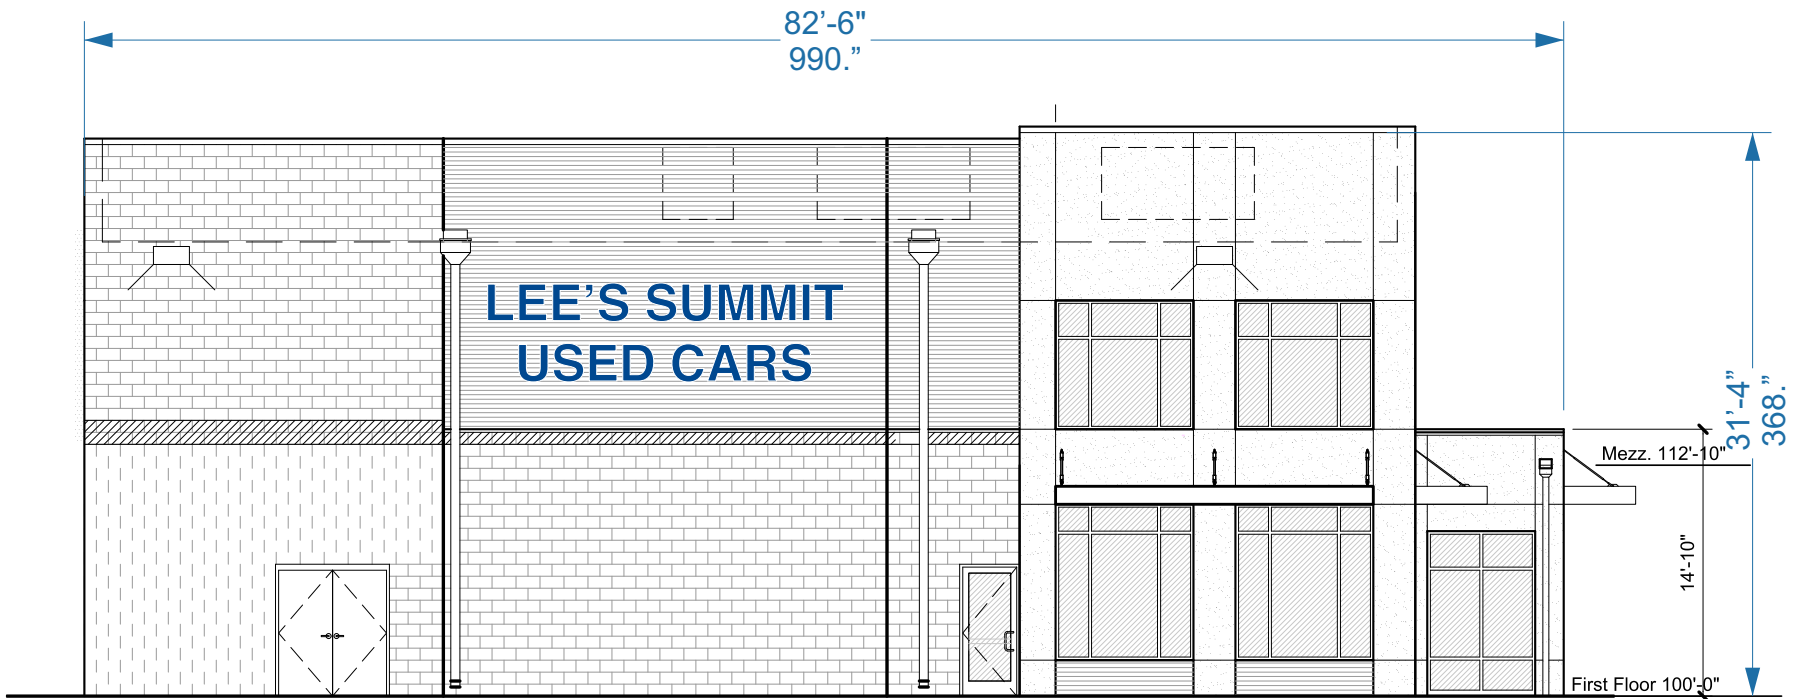 82’-6"
990.”
LEE’S SUMMIT
USED CARS
31’-4”
368.”
Mezz. 112'-10"
14'-10"
First Floor 100'-0"